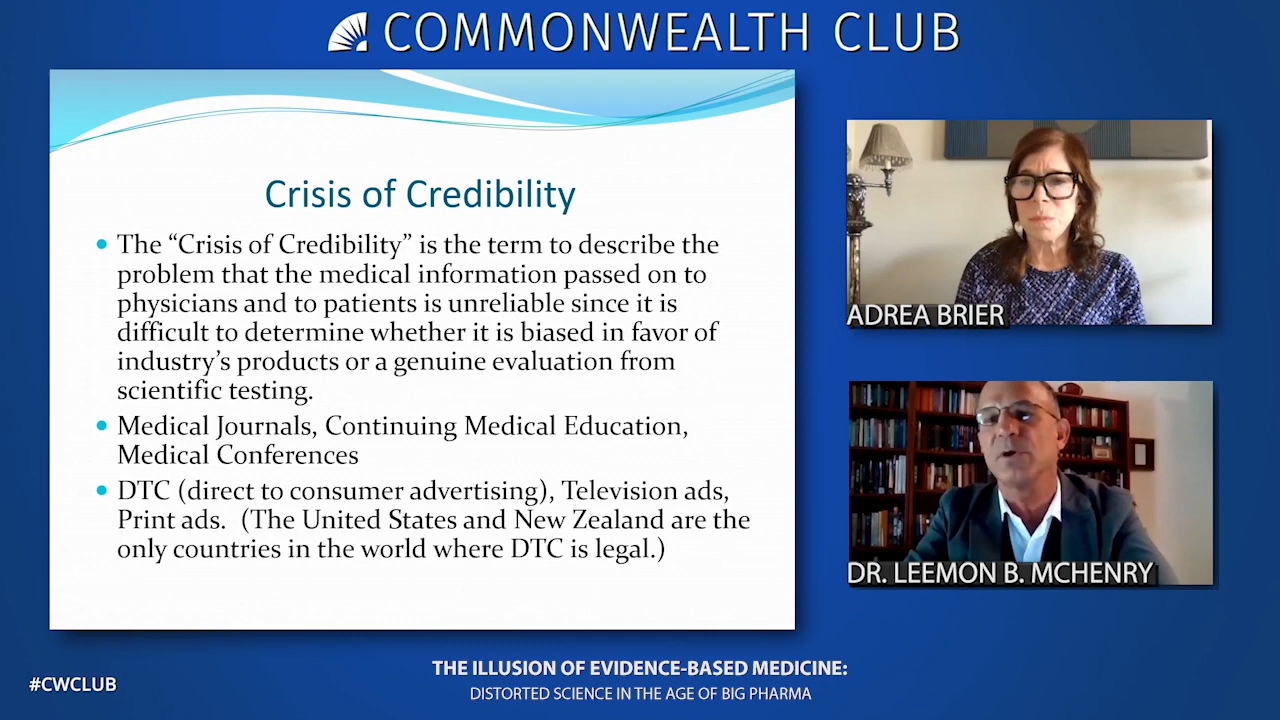 COMMONWEALTH CLUB
Crisis of Credibility
• The “Crisis of Credibility” is the term to describe the
problem that the medical information passed on to
physicians and to patients is unreliable since it is
difficult to determine whether it is biased in favor of
industry’s products or a genuine evaluation from
scientific testing.
• Medical Journals, Continuing Medical Education,
Medical Conferences
• DTC (direct to consumer advertising), Television ads,
Print ads.  (The United States and New Zealand are the
only countries in the world where DTC is legal.)
ADREA BRIER
DR. LEEMON B. MCHENRY
#CWCLUB
THE ILLUSION OF EVIDENCE-BASED MEDICINE:
DISTORTED SCIENCE IN THE AGE OF BIG PHARMA